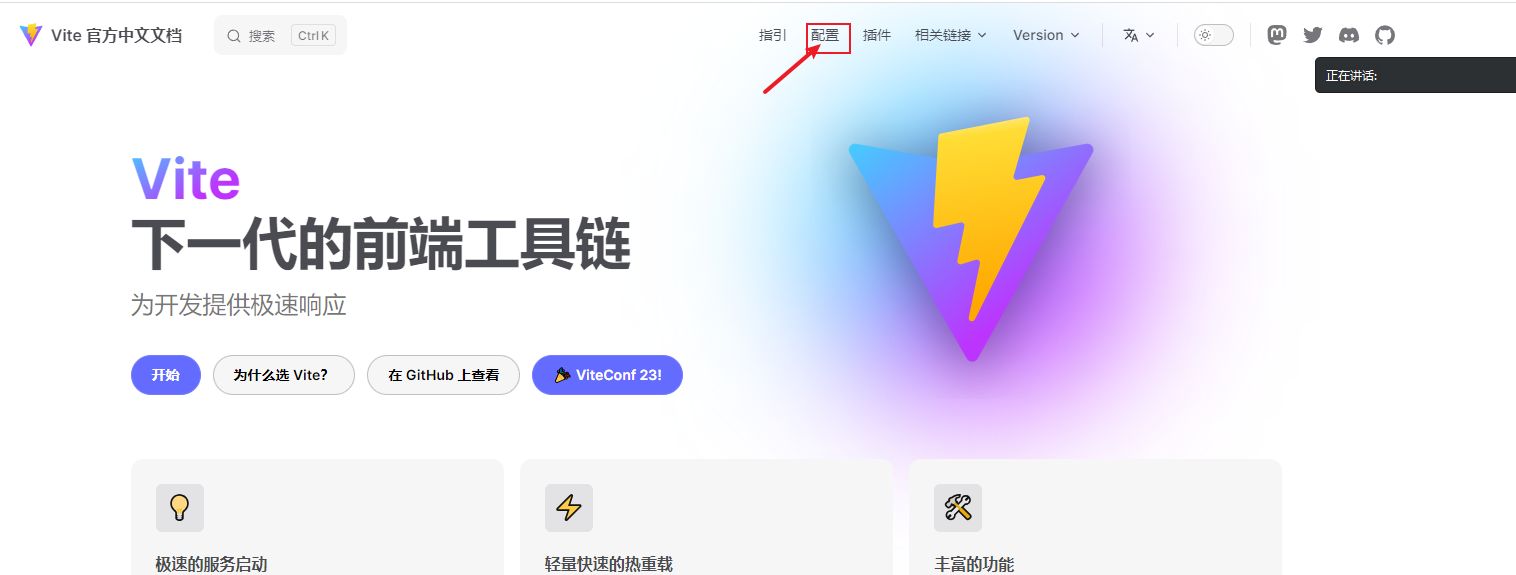 Vite 官方中文文档
搜索
Ctrl K
指引
配置
插件
相关链接
Version
正在讲话:
Vite
下一代的前端工具链
为开发提供极速响应
开始
为什么选 Vite?
在 GitHub 上查看
ViteConf 23!
极速的服务启动
轻量快速的热重载
丰富的功能